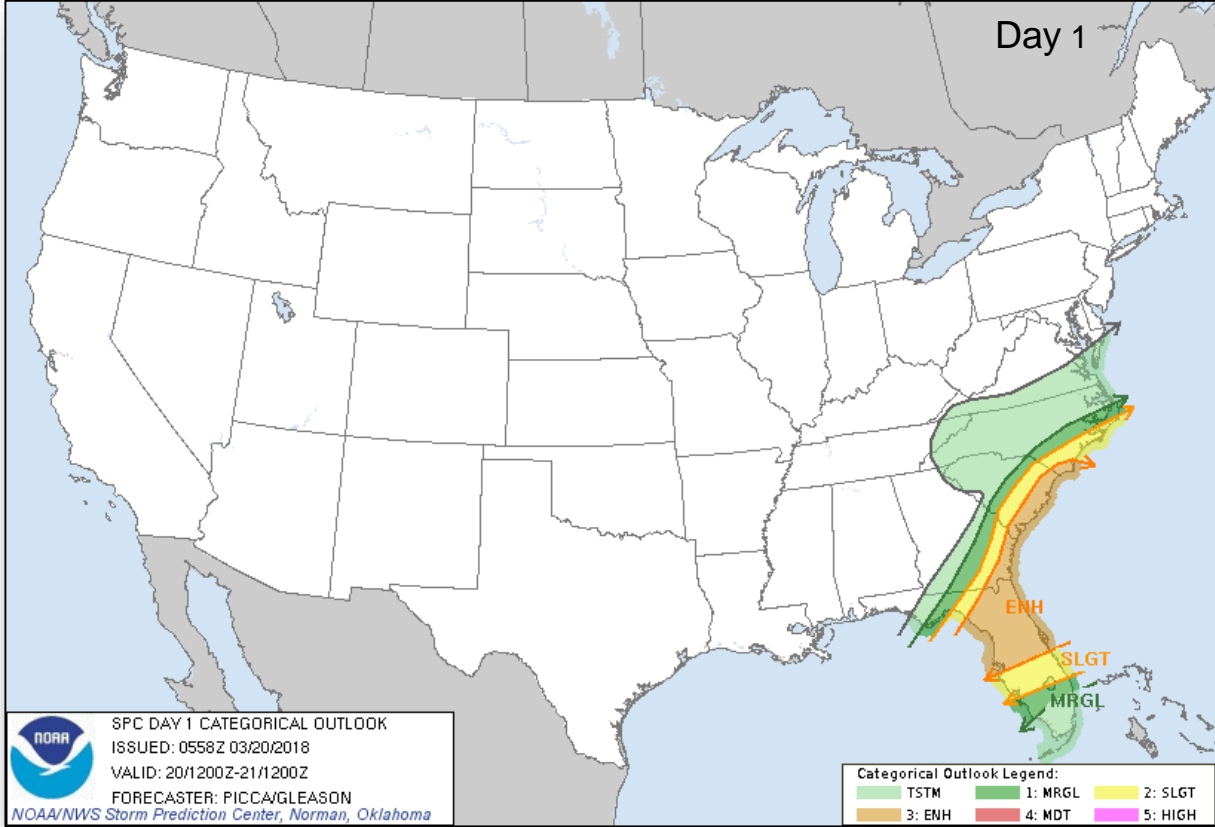 Day 1
ENH
SLGT
MRGL
NOAA
SPC DAY 1 CATEGORICAL OUTLOOK
ISSUED: 0558Z 03/20/2018
VALID: 20/1200Z-21/1200Z
FORECASTER: PICCA/GLEASON
NOAA/NWS Storm Prediction Center, Norman, Oklahoma
Categorical Outlook Legend:
TSTM 1: MRGL 2: SLGT
3: ENH 4: MDT 5: HIGH